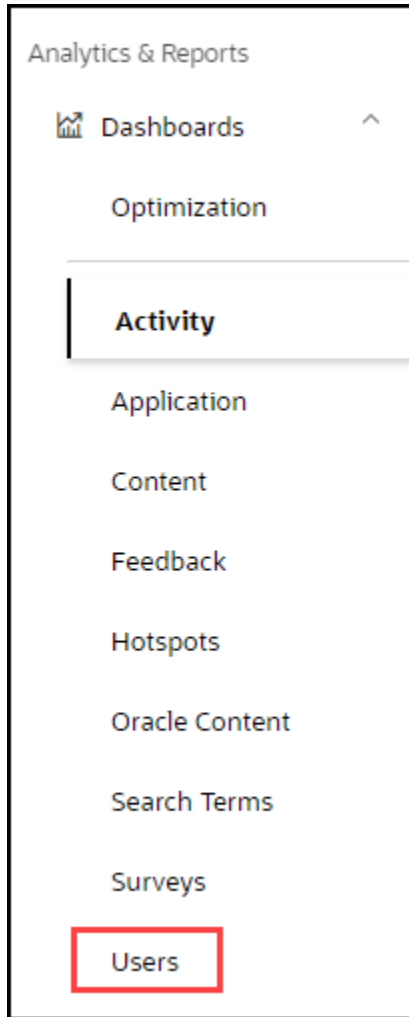 Analytics & Reports
Dashboards
Optimization
Activity
Application
Content
Feedback
Hotspots
Oracle Content
Search Terms
Surveys
Users